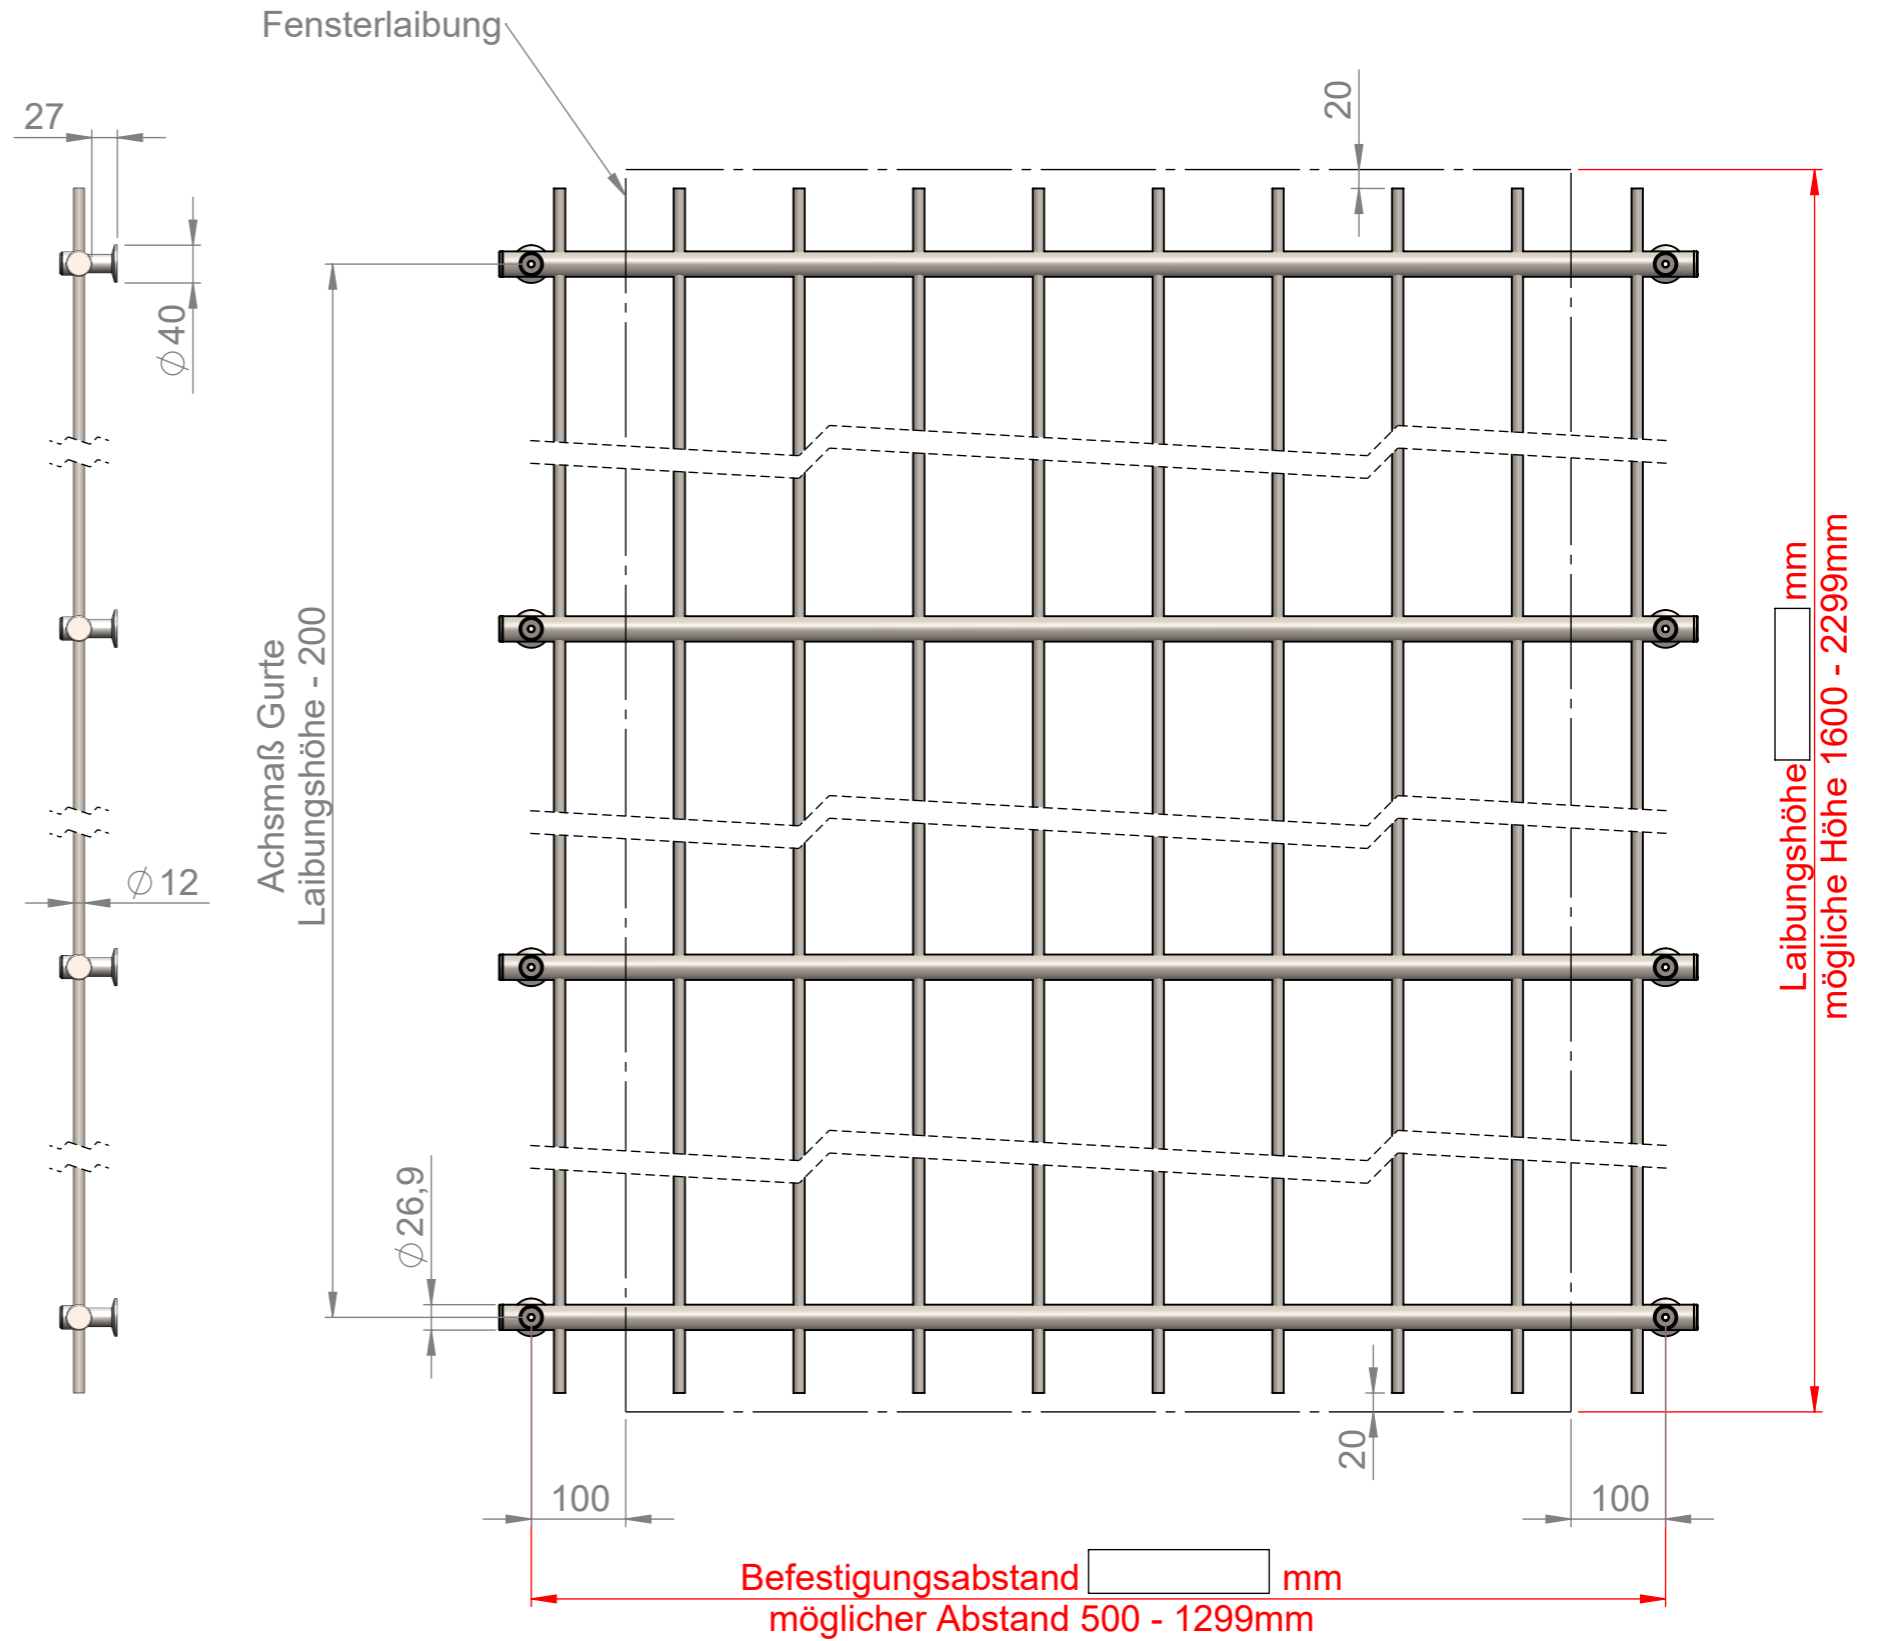 Fensterlaibung
27
20
⌀40
Achsmaß Gurte
Laibungshöhe - 200
Laibungshöhe mm
mögliche Höhe 1600 - 2299mm
⌀12
⌀26,9
20
100
100
Befestigungsabstand mm
möglicher Abstand 500 - 1299mm